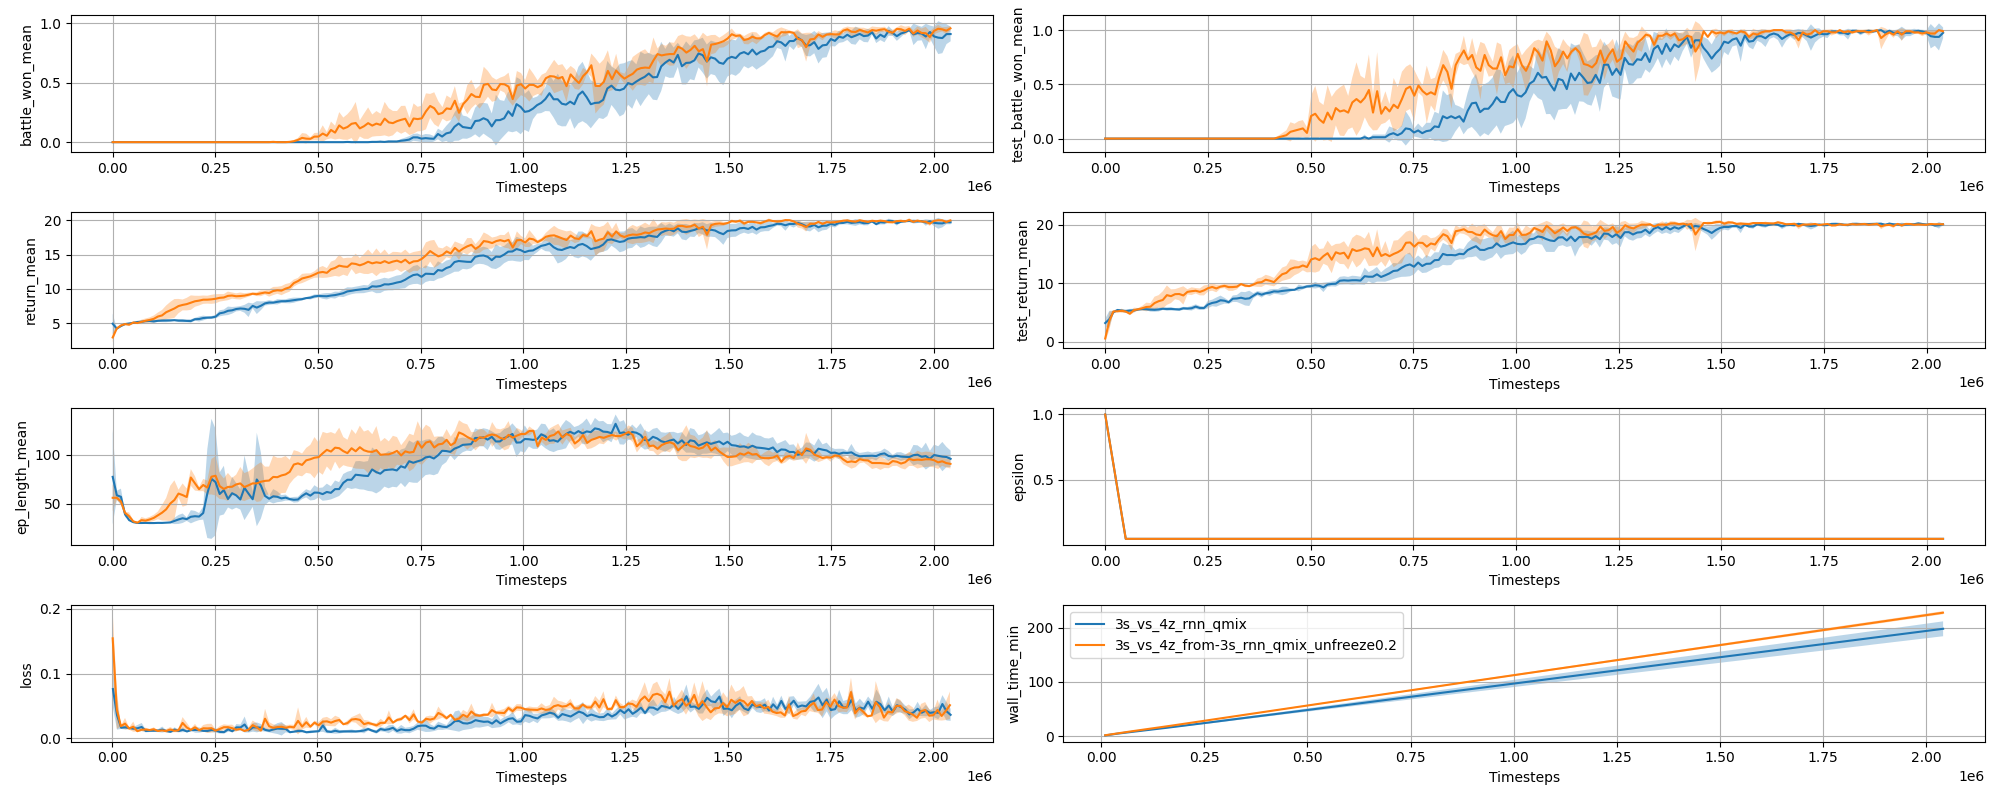 battle_won_mean
1.0
0.5
0.0
0.00 0.25 0.50 0.75 1.00 1.25 1.50 1.75 2.00
Timesteps
1e6
test_battle_won_mean
1.0
0.5
0.0
0.00 0.25 0.50 0.75 1.00 1.25 1.50 1.75 2.00
Timesteps
1e6
return_mean
20
15
10
5
0.00 0.25 0.50 0.75 1.00 1.25 1.50 1.75 2.00
Timesteps
1e6
test_return_mean
20
10
0
0.00 0.25 0.50 0.75 1.00 1.25 1.50 1.75 2.00
Timesteps
1e6
ep_length_mean
100
50
0.00 0.25 0.50 0.75 1.00 1.25 1.50 1.75 2.00
Timesteps
1e6
epsilon
1.0
0.5
0.00 0.25 0.50 0.75 1.00 1.25 1.50 1.75 2.00
Timesteps
1e6
loss
0.2
0.1
0.0
0.00 0.25 0.50 0.75 1.00 1.25 1.50 1.75 2.00
Timesteps
1e6
wall_time_min
200
100
0
3s_vs_4z_rnn_qmix
3s_vs_4z_from-3s_rnn_qmix_unfreeze0.2
0.00 0.25 0.50 0.75 1.00 1.25 1.50 1.75 2.00
Timesteps
1e6